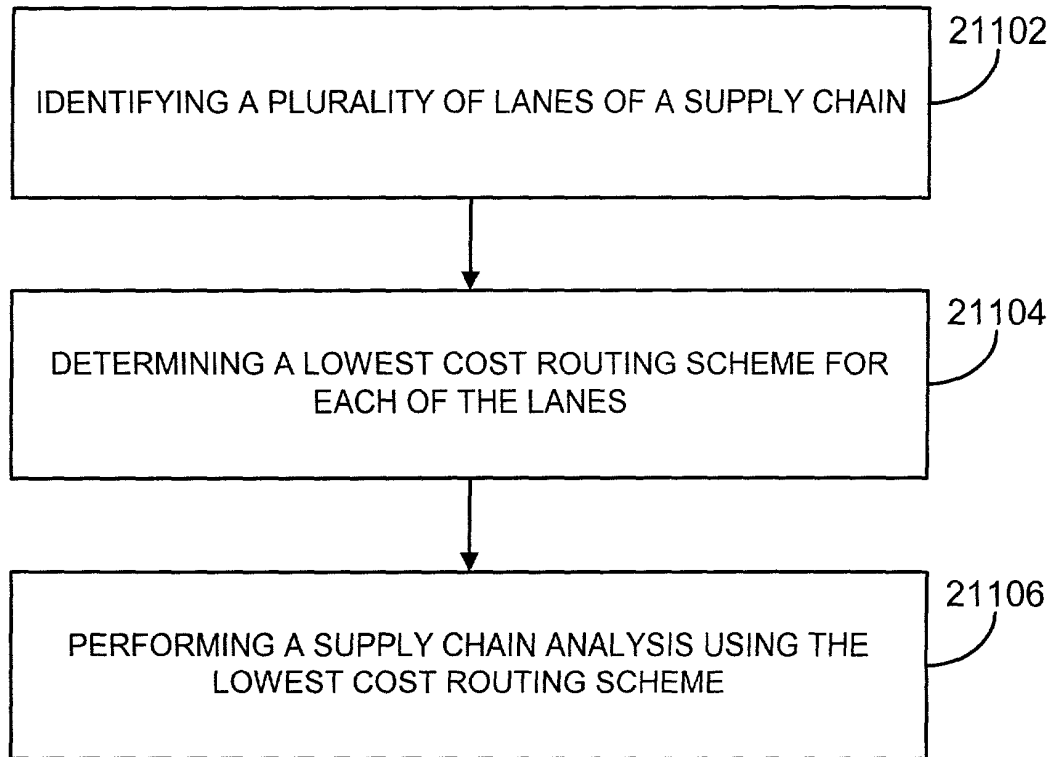 21102
IDENTIFYING A PLURALITY OF LANES OF A SUPPLY CHAIN
21104
DETERMINING A LOWEST COST ROUTING SCHEME FOR
EACH OF THE LANES
21106
PERFORMING A SUPPLY CHAIN ANALYSIS USING THE
LOWEST COST ROUTING SCHEME